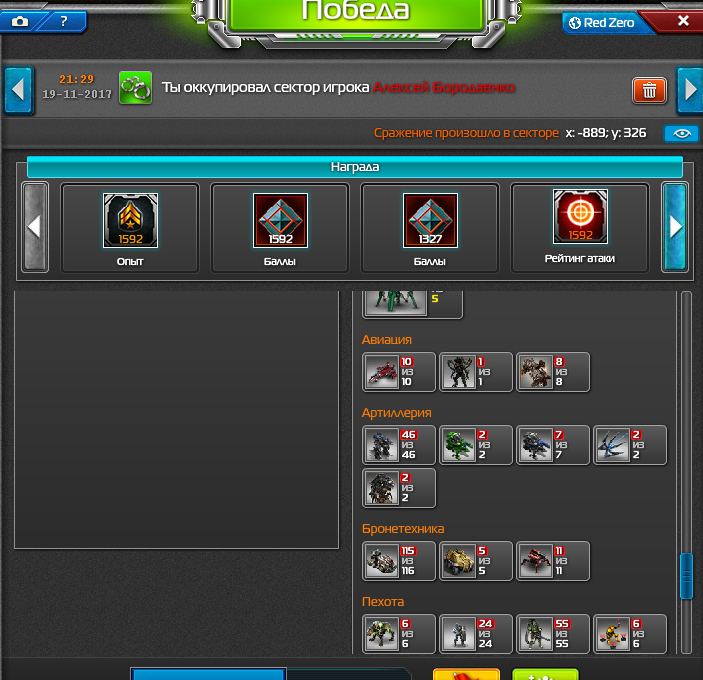 Победа
?
Red Zero
21:29
19-11-2017
Ты оккупировал сектор игрока Алексей Бородавко
Сражение произошло в секторе x: -889; y: 326
Награда
1592 1592 1327 1592
Опыт Баллы Баллы Рейтинг атаки
5
Авиация
10 из 10
1 из 1
8 из 8
Артиллерия
46 из 46
2 из 2
7 из 7
2 из 2
2 из 2
Бронетехника
115 из 116
5 из 5
11 из 11
Пехота
6 из 6
24 из 24
55 из 55
6 из 6